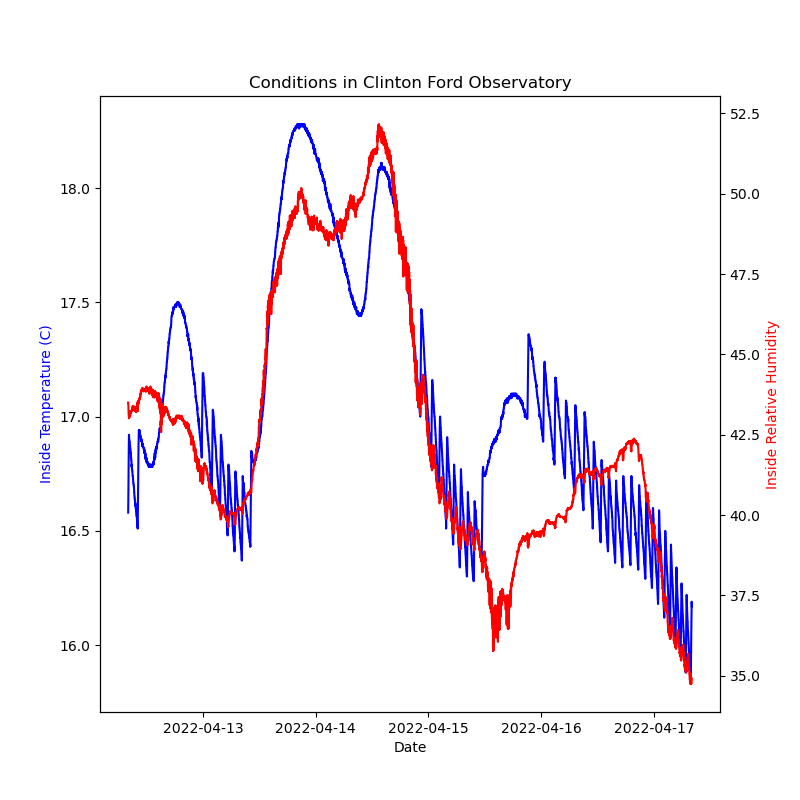 Conditions in Clinton Ford Observatory
18.0
17.5
17.0
16.5
16.0
Inside Temperature (C)
52.5
50.0
47.5
45.0
42.5
40.0
37.5
35.0
Inside Relative Humidity
2022-04-13 2022-04-14 2022-04-15 2022-04-16 2022-04-17
Date